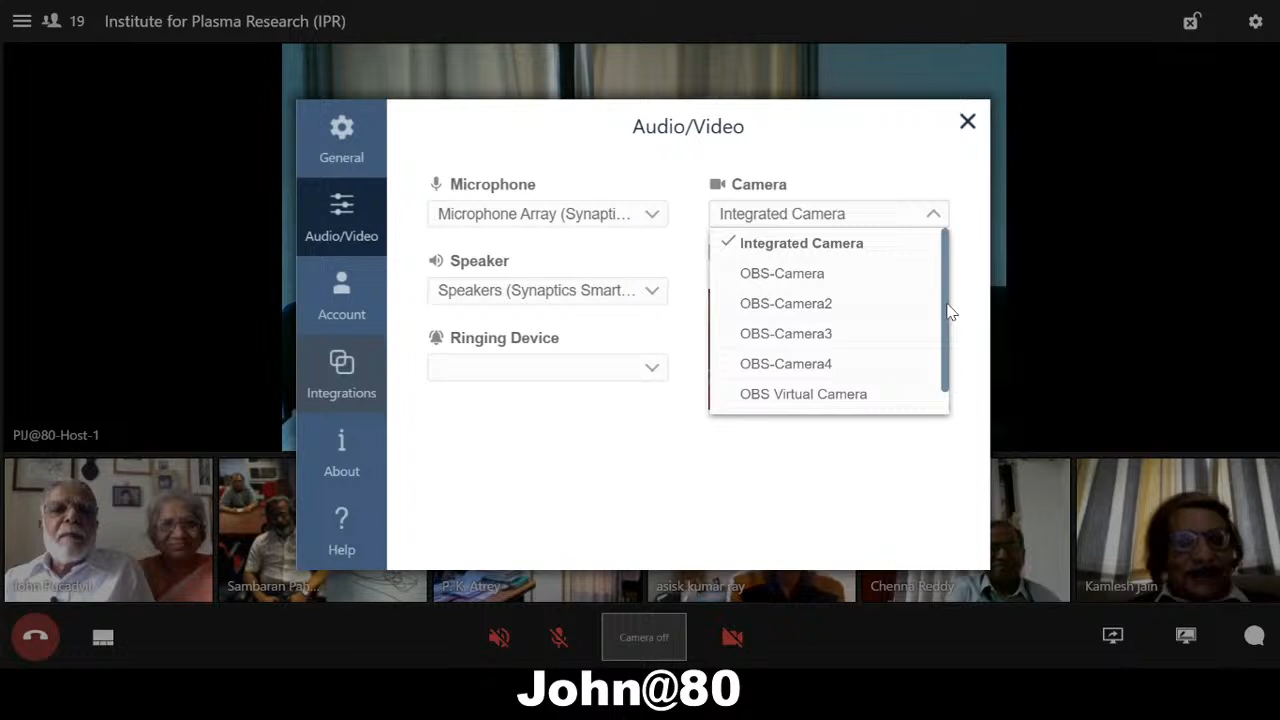 19 Institute for Plasma Research (IPR)
General
Audio/Video
Account
Integrations
About
Help
Audio/Video
Microphone
Microphone Array (Synapti...
Speaker
Speakers (Synaptics Smart...
Ringing Device
Camera
Integrated Camera
Integrated Camera
OBS-Camera
OBS-Camera2
OBS-Camera3
OBS-Camera4
OBS Virtual Camera
PIJ@80-Host-1
John Pucadyil
Sambaran Pah...
P. K. Atrey
asisk kumar ray
Chenna Reddy
Kamlesh Jain
Camera off
John@80